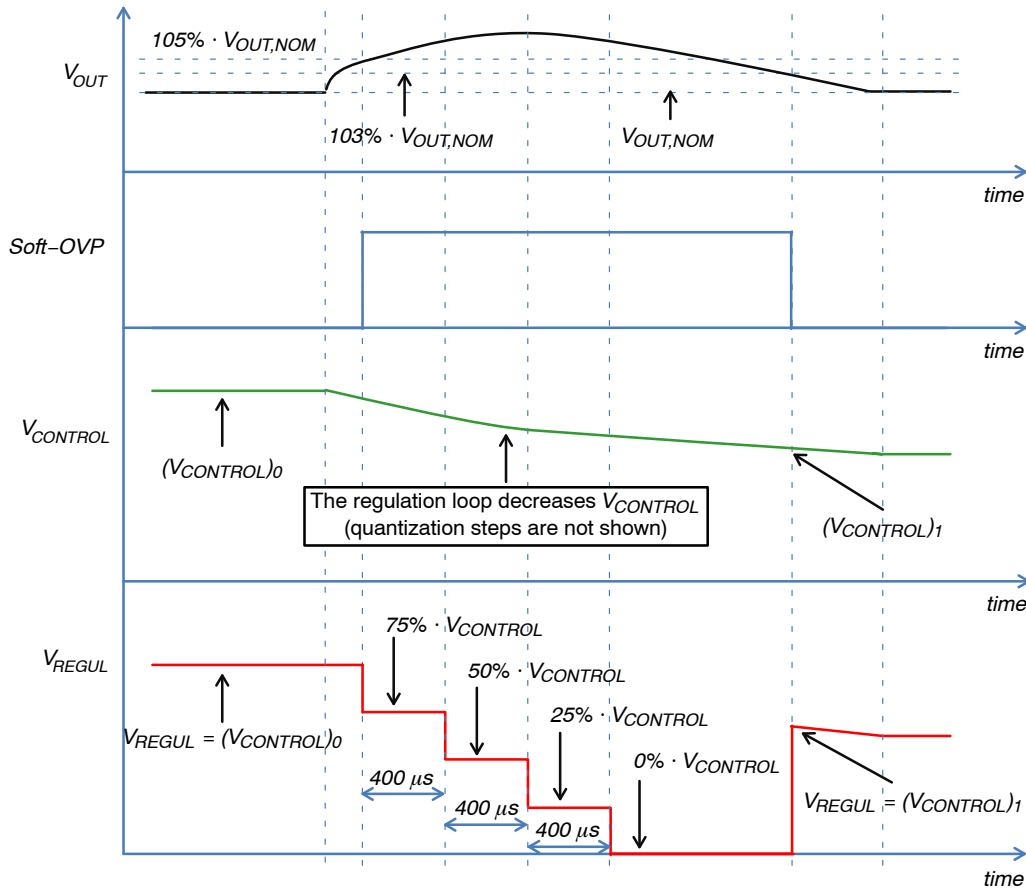 105% · VOUT,NOM
VOUT
103% · VOUT,NOM
VOUT,NOM
time
Soft−OVP
time
VCONTROL
(VCONTROL)0
The regulation loop decreases VCONTROL
(quantization steps are not shown)
(VCONTROL)1
time
75% · VCONTROL
VREGUL
50% · VCONTROL
25% · VCONTROL
VREGUL = (VCONTROL)0
0% · VCONTROL
400 μs
400 μs
400 μs
VREGUL = (VCONTROL)1
time